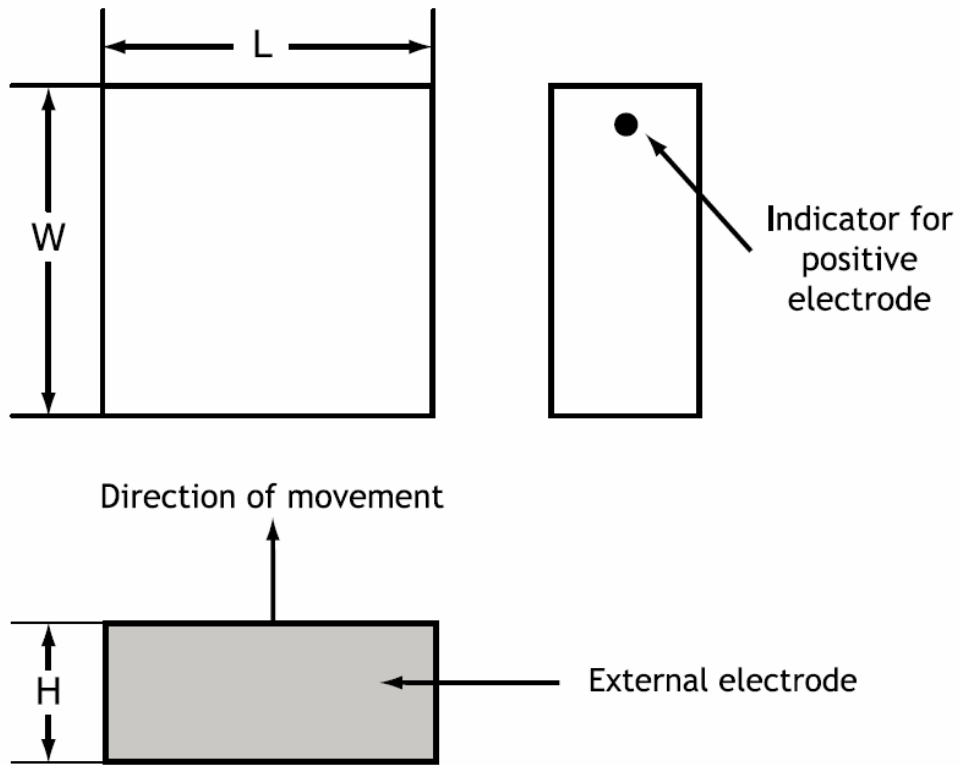 L
W
Indicator for
positive
electrode
Direction of movement
H
External electrode